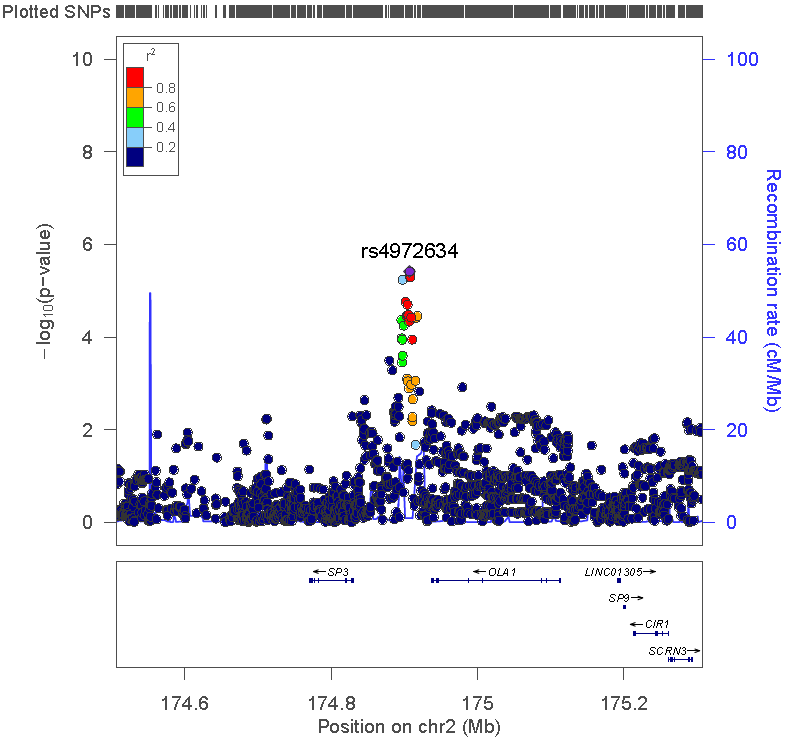 Plotted SNPs
r2
0.8
0.6
0.4
0.2
rs4972634
10
8
6
4
2
0
−log10(p−value)
100
80
60
40
20
0
Recombination rate (cM/Mb)
SP3
OLA1
LINC01305
SP9
CIR1
SCRN3
174.6 174.8 175 175.2
Position on chr2 (Mb)